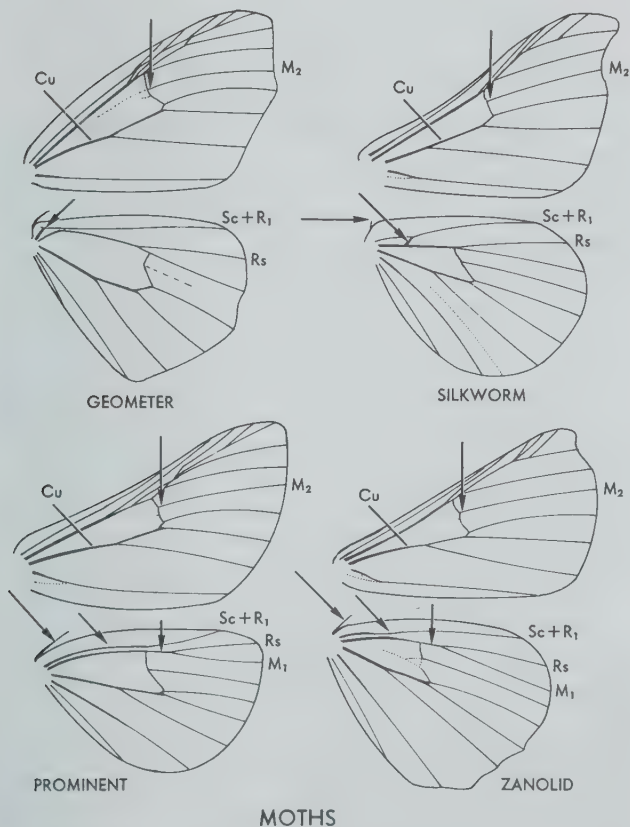 Cu
M₂
Sc+R₁
Rs
GEOMETER
Cu
M₂
Sc+R₁
Rs
SILKWORM
Cu
M₂
Sc+R₁
Rs
M₁
PROMINENT
Cu
M₂
Sc+R₁
Rs
M₁
ZANOLID
MOTHS